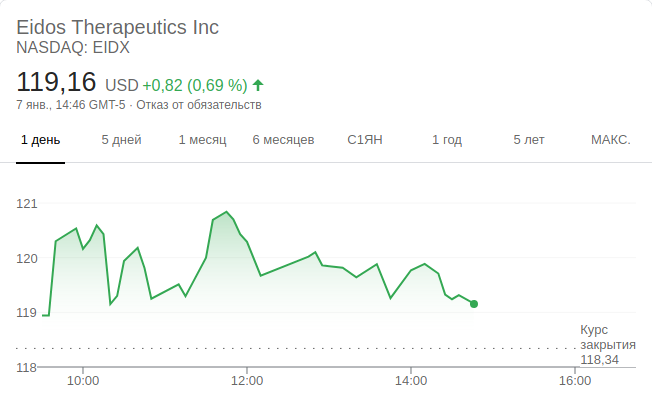 Eidos Therapeutics Inc
NASDAQ: EIDX
119,16 USD +0,82 (0,69 %)
7 янв., 14:46 GMT-5 · Отказ от обязательств
1 день 5 дней 1 месяц 6 месяцев С1ЯН 1 год 5 лет МАКС.
121
120
119
Курс
закрытия
118,34
118
10:00 12:00 14:00 16:00